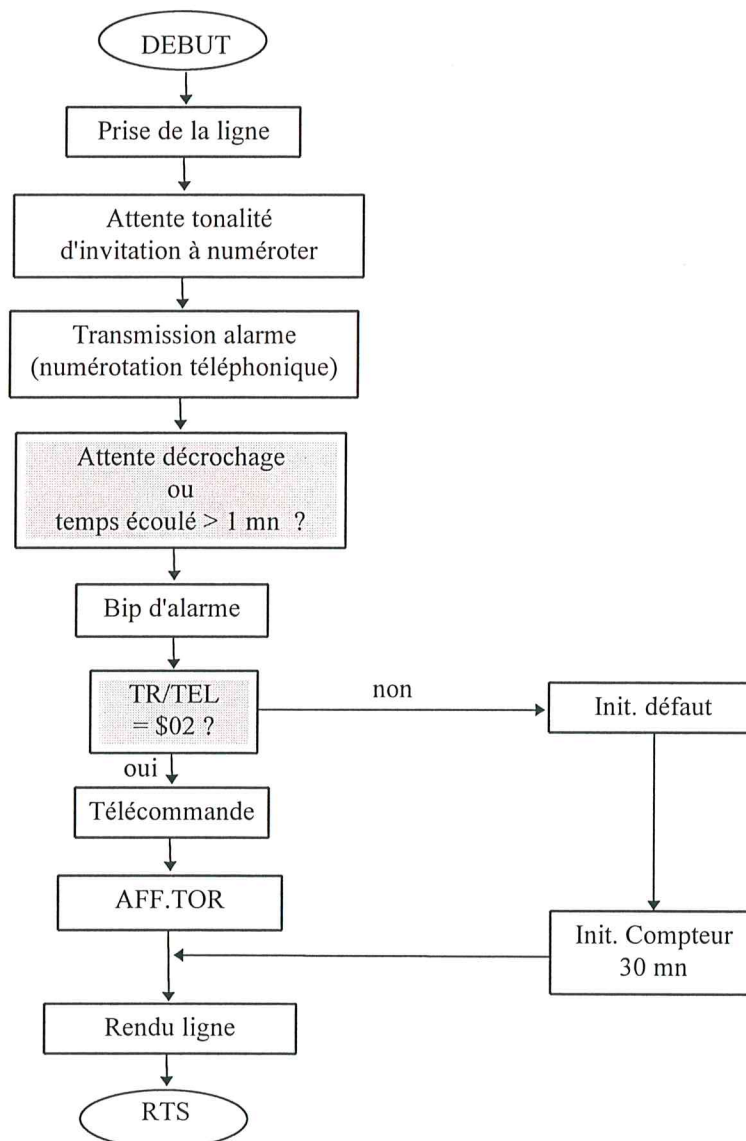 DEBUT
Prise de la ligne
Attente tonalité
d'invitation à numéroter
Transmission alarme
(numérotation téléphonique)
Attente décrochage
ou
temps écoulé > 1 mn ?
Bip d'alarme
TR/TEL
= $02 ?
non
Init. défaut
oui
Télécommande
AFF.TOR
Init. Compteur
30 mn
Rendu ligne
RTS